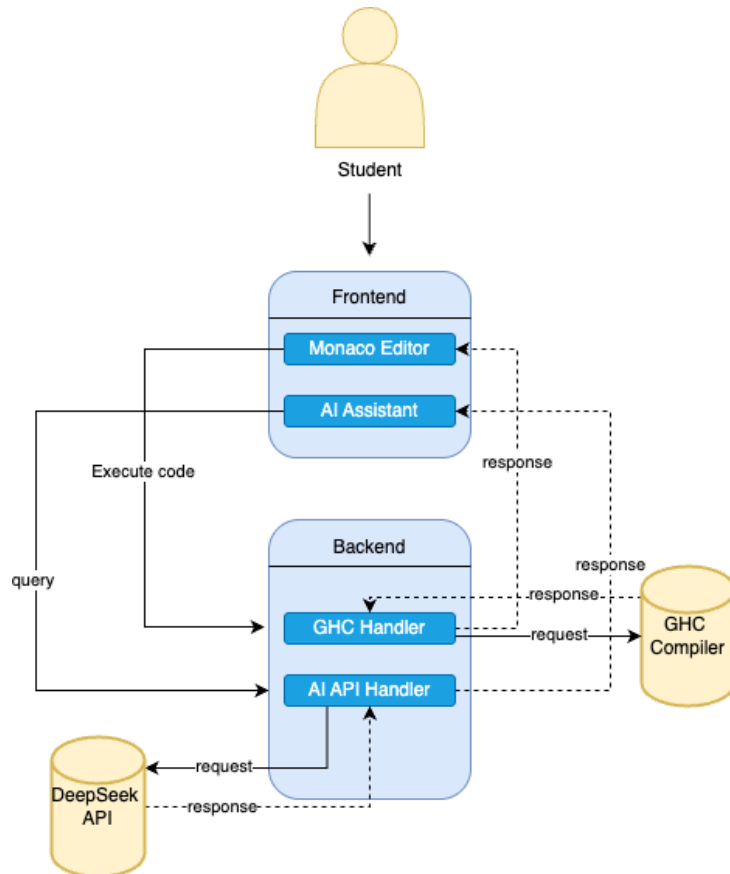 Student
Frontend
Monaco Editor
AI Assistant
Execute code
response
query
Backend
response
response
GHC Handler
request
GHC
Compiler
AI API Handler
request
DeepSeek
API
response